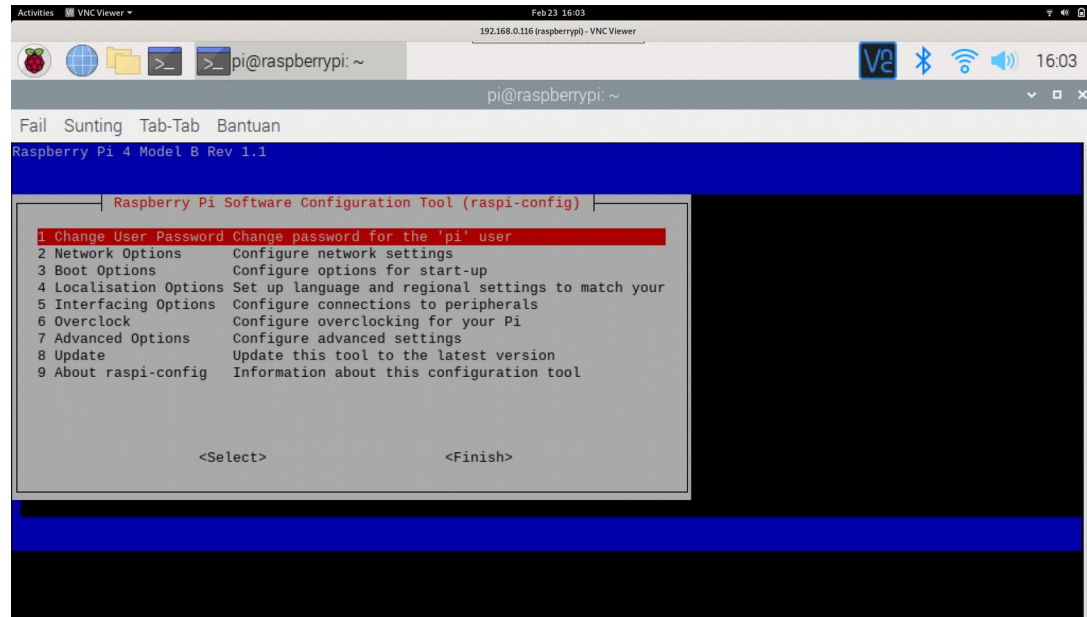 Activities VNC Viewer Feb 23 16:03
192.168.0.116 (raspberrypi) - VNC Viewer
>_ >_ pi@raspberrypi: ~ 16:03
pi@raspberrypi: ~
Fail Sunting Tab-Tab Bantuan
Raspberry Pi 4 Model B Rev 1.1
Raspberry Pi Software Configuration Tool (raspi-config)
1 Change User Password Change password for the 'pi' user
2 Network Options Configure network settings
3 Boot Options Configure options for start-up
4 Localisation Options Set up language and regional settings to match your
5 Interfacing Options Configure connections to peripherals
6 Overclock Configure overclocking for your Pi
7 Advanced Options Configure advanced settings
8 Update Update this tool to the latest version
9 About raspi-config Information about this configuration tool
<Select> <Finish>